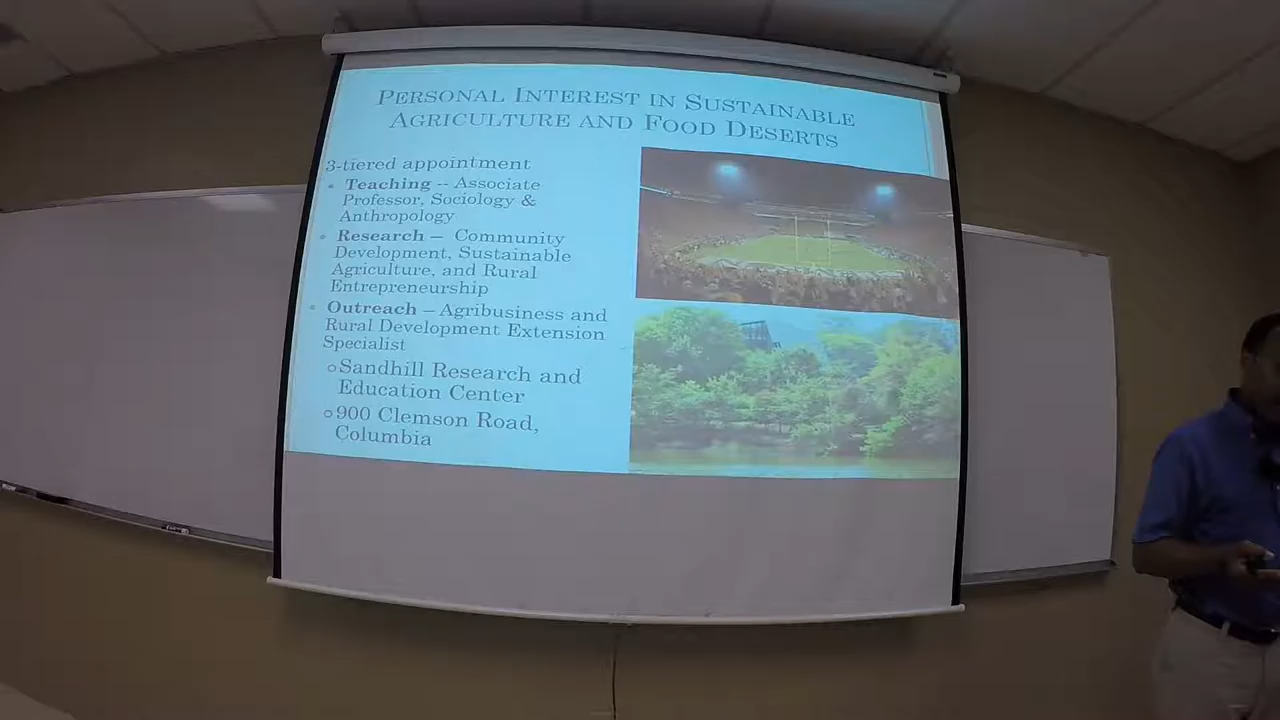 PERSONAL INTEREST IN SUSTAINABLE
AGRICULTURE AND FOOD DESERTS
3-tiered appointment
• Teaching -- Associate
Professor, Sociology &
Anthropology
• Research – Community
Development, Sustainable
Agriculture, and Rural
Entrepreneurship
• Outreach – Agribusiness and
Rural Development Extension
Specialist
○ Sandhill Research and
Education Center
○ 900 Clemson Road,
Columbia